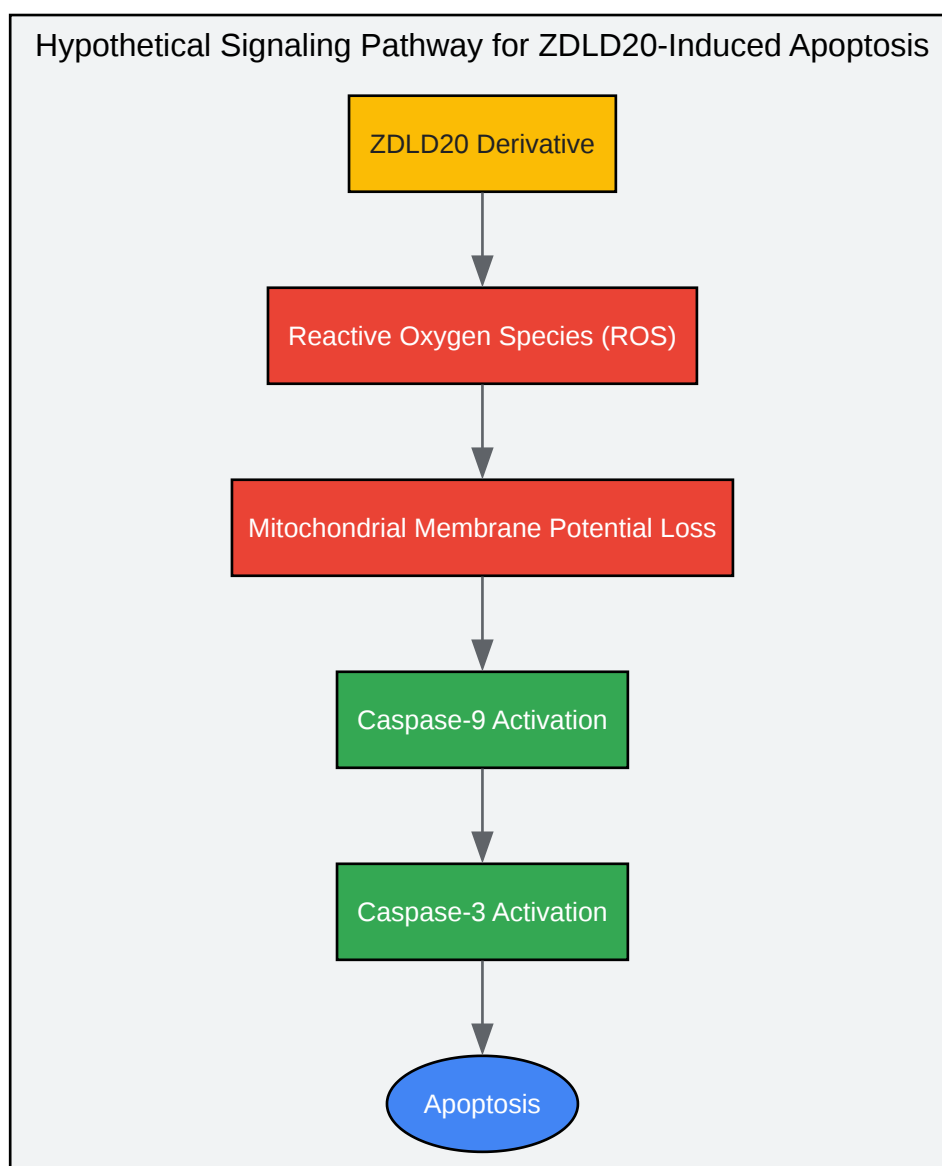 Hypothetical Signaling Pathway for ZDLD20-Induced Apoptosis
ZDLD20 Derivative
Reactive Oxygen Species (ROS)
Mitochondrial Membrane Potential Loss
Caspase-9 Activation
Caspase-3 Activation
Apoptosis